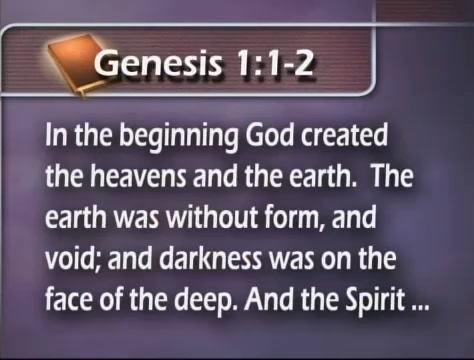 Genesis 1:1-2
In the beginning God created
the heavens and the earth.  The
earth was without form, and
void; and darkness was on the
face of the deep. And the Spirit ...